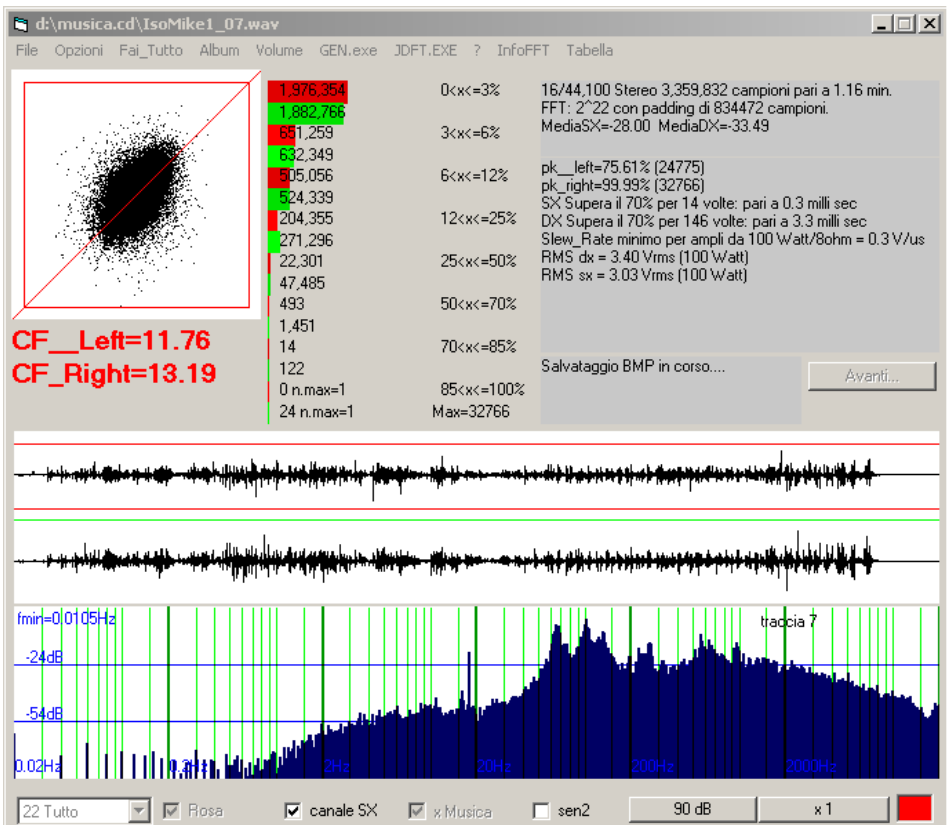 d:\musica.cd\IsoMike1_07.wav
File Opzioni Fai_Tutto Album Volume GEN.exe JDFT.EXE ? InfoFFT Tabella
1,976,354 0<x<=3%
1,882,766
651,259 3<x<=6%
632,349
505,056 6<x<=12%
524,339
204,355 12<x<=25%
271,296
22,301 25<x<=50%
47,485
493 50<x<=70%
1,451
14 70<x<=85%
122
0 n.max=1 85<x<=100%
24 n.max=1 Max=32766
16/44,100 Stereo 3,359,832 campioni pari a 1.16 min.
FFT: 2^22 con padding di 834472 campioni.
MediaSX=-28.00 MediaDX=-33.49
pk__left=75.61% (24775)
pk_right=99.99% (32766)
SX Supera il 70% per 14 volte: pari a 0.3 milli sec
DX Supera il 70% per 146 volte: pari a 3.3 milli sec
Slew_Rate minimo per ampli da 100 Watt/8ohm = 0.3 V/us
RMS dx = 3.40 Vrms (100 Watt)
RMS sx = 3.03 Vrms (100 Watt)
CF__Left=11.76
CF_Right=13.19
Salvataggio BMP in corso....
Avanti...
fmin=0.0105Hz
traccia 7
-24dB
-54dB
0.02Hz 0.2Hz 2Hz 20Hz 200Hz 2000Hz
22 Tutto Rosa canale SX x Musica sen2 90 dB x 1